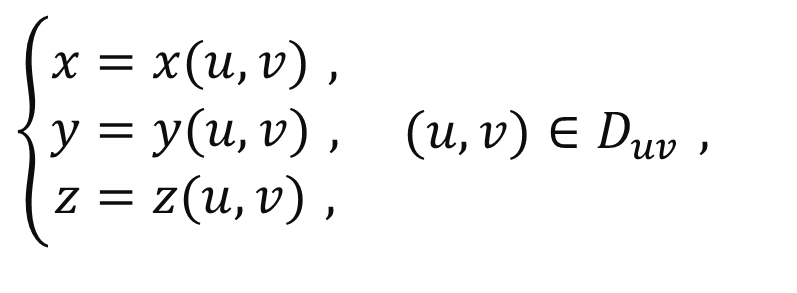 x = x(u, v) ,
y = y(u, v) , (u, v) ∈ D_{uv} ,
z = z(u, v) ,